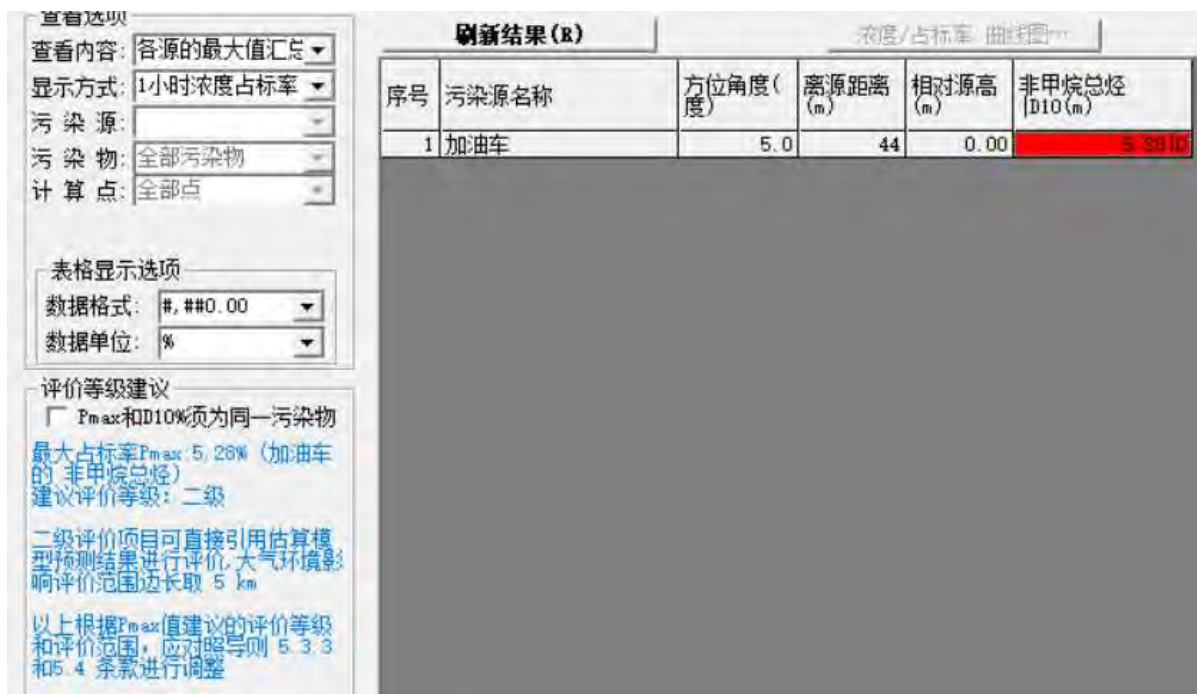 查看选项
查看内容: 各源的最大值汇总
显示方式: 1小时浓度占标率
污染源:
污染物: 全部污染物
计算点: 全部点
表格显示选项
数据格式: #,##0.00
数据单位: %
评价等级建议
Pmax和D10%须为同一污染物
最大占标率Pmax:5.28% (加油车
的 非甲烷总烃)
建议评价等级: 二级
二级评价项目可直接引用估算模
型预测结果进行评价,大气环境影
响评价范围边长取 5 km
以上根据Pmax值建议的评价等级
和评价范围,应对照导则 5.3.3
和5.4 条款进行调整
刷新结果(R)
浓度/占标率 曲线图…
序号 污染源名称 方位角度(度) 离源距离(m) 相对源高(m) 非甲烷总烃|D10(m)
1 加油车 5.0 44 0.00